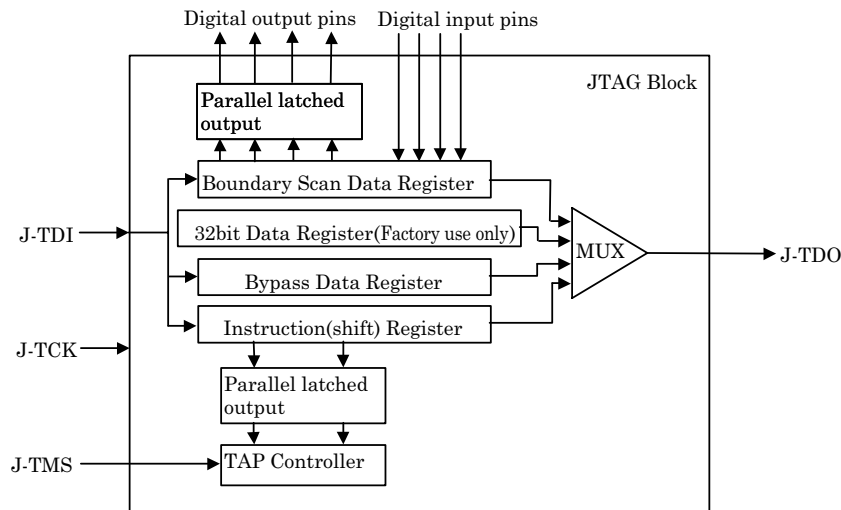 Digital output pins
Digital input pins
JTAG Block
Parallel latched
output
Boundary Scan Data Register
J-TDI
32bit Data Register(Factory use only)
MUX
J-TDO
Bypass Data Register
Instruction(shift) Register
J-TCK
Parallel latched
output
J-TMS
TAP Controller